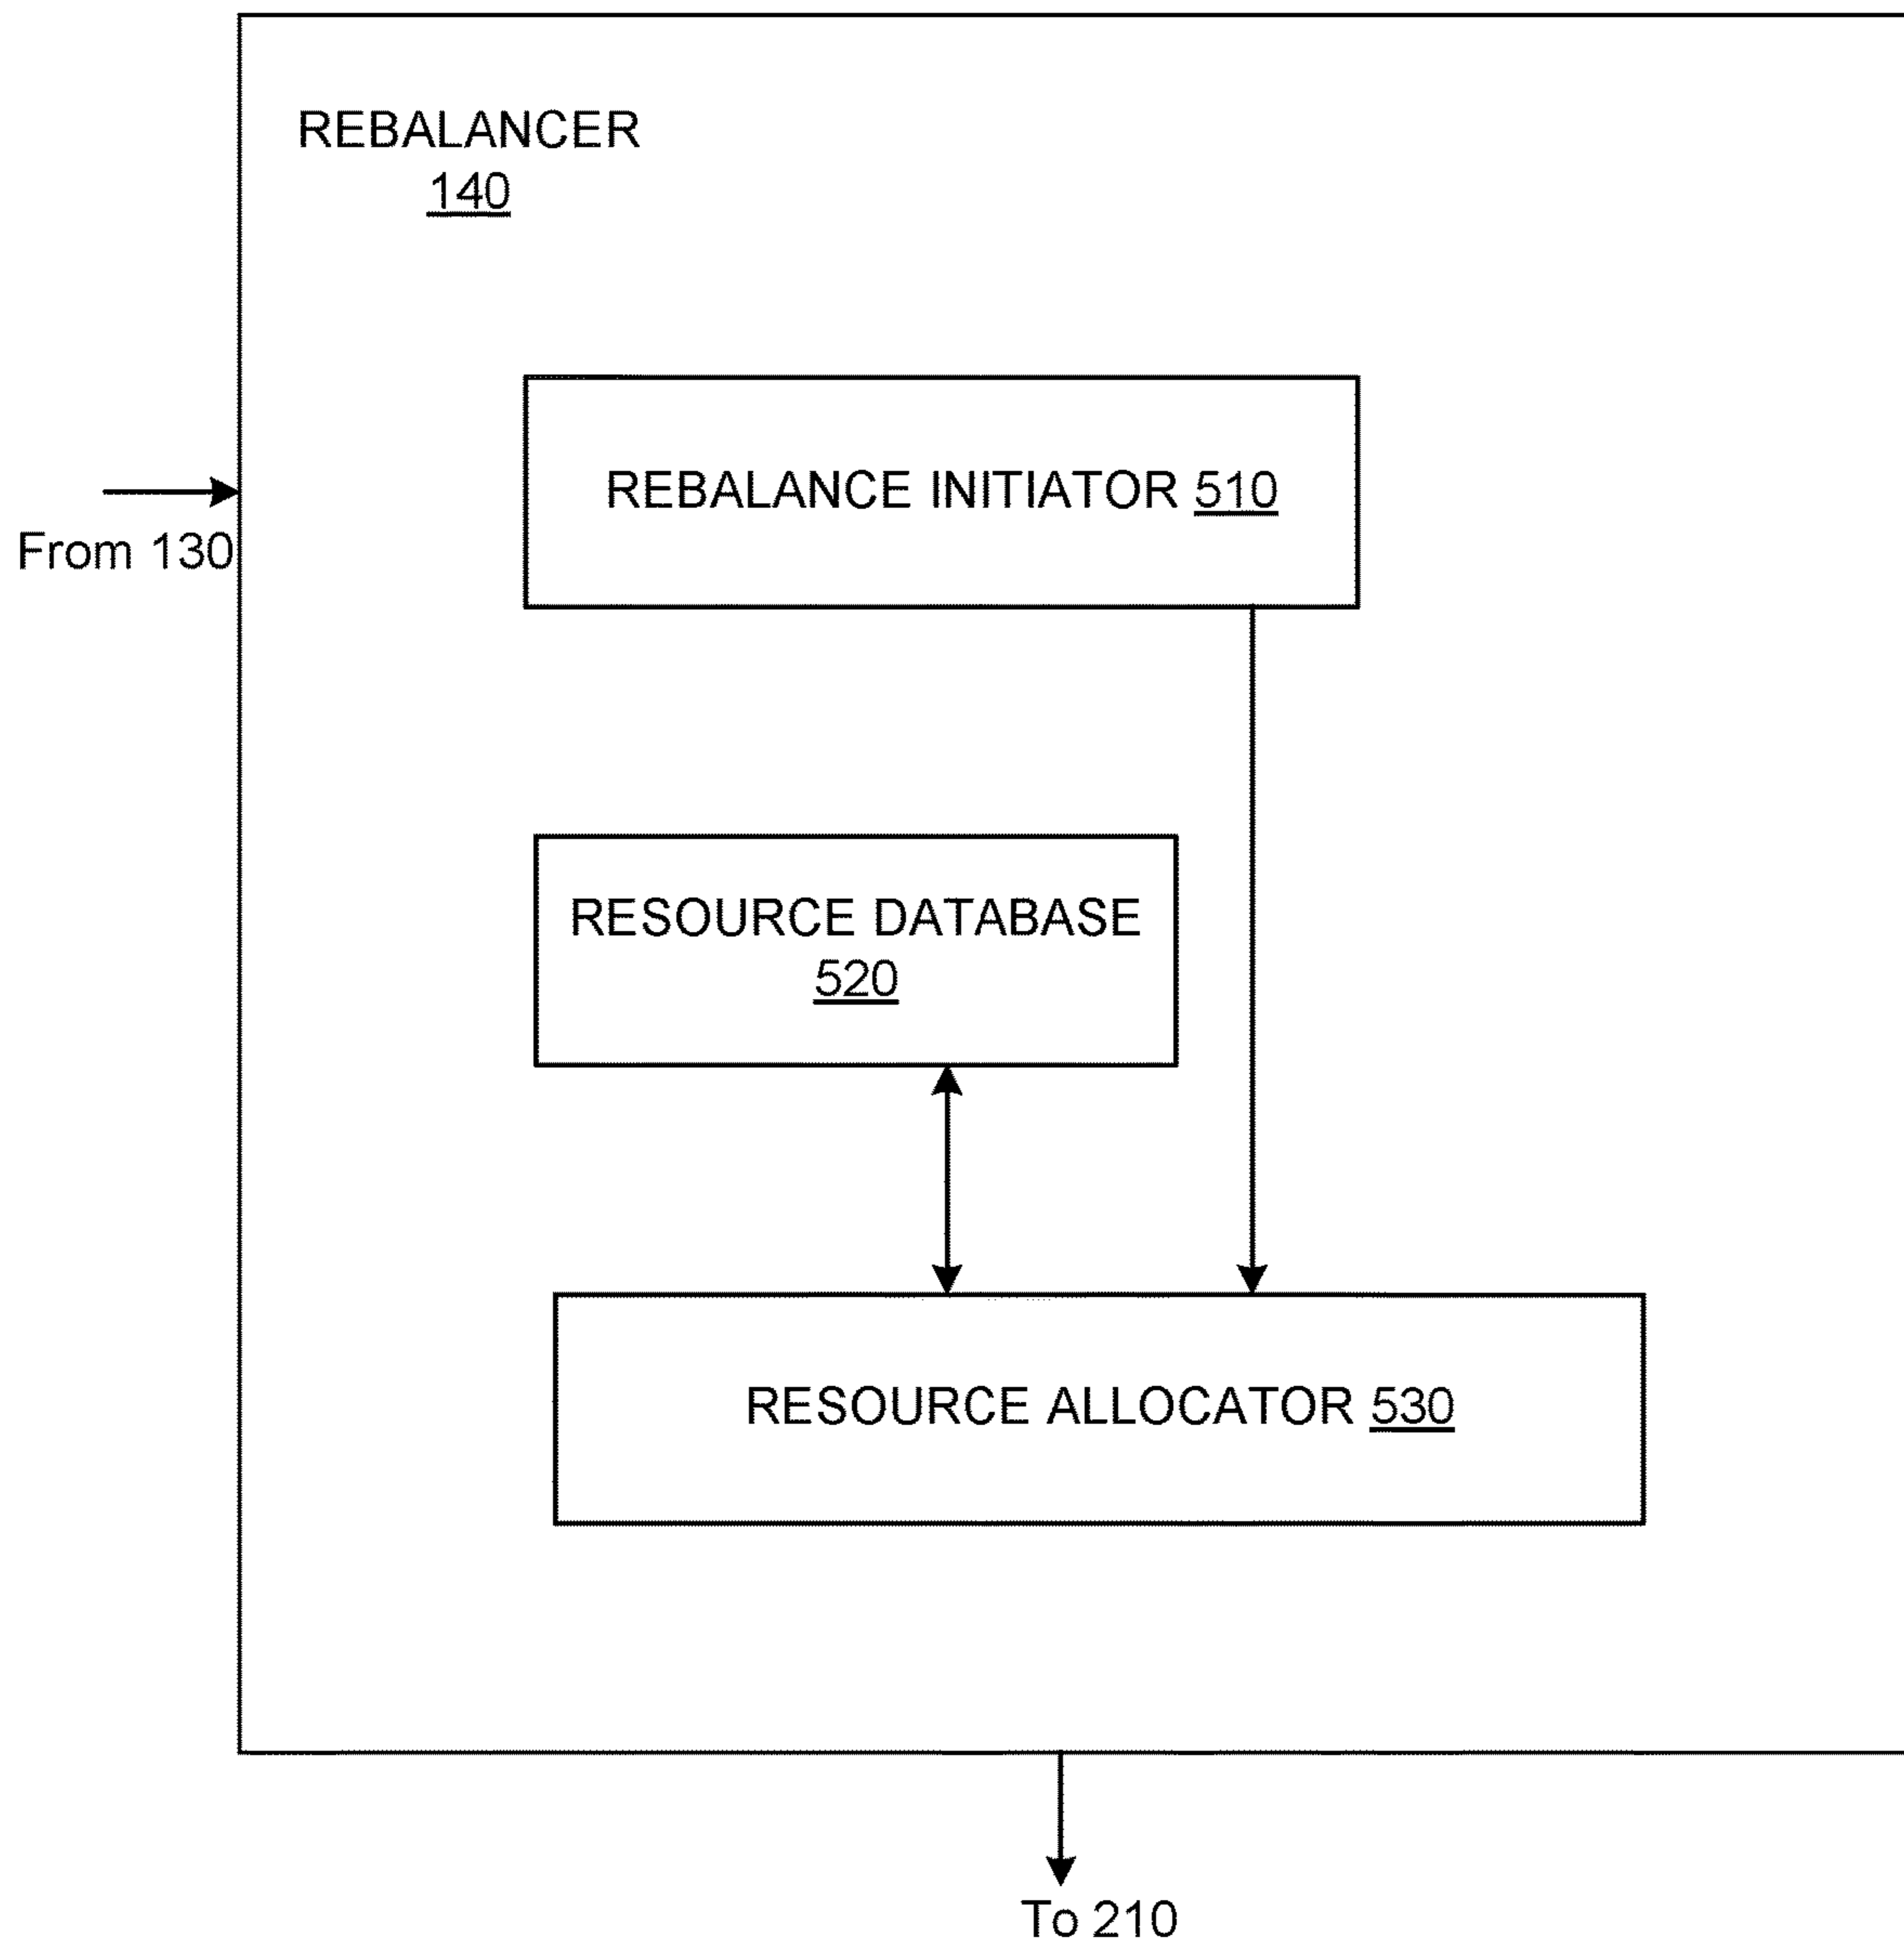 REBALANCER
140
REBALANCE INITIATOR 510
From 130
RESOURCE DATABASE
520
RESOURCE ALLOCATOR 530
To 210